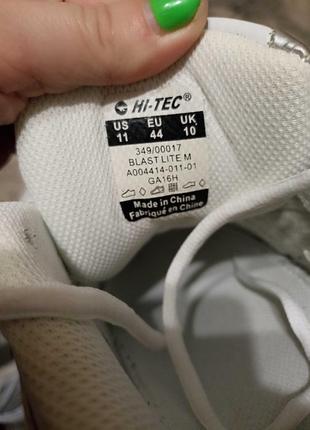 HI-TEC®
US EU UK
11 44 10
349/00017
BLAST LITE M
A004414-011-01
GA16H
Made in China
Fabriqué en Chine